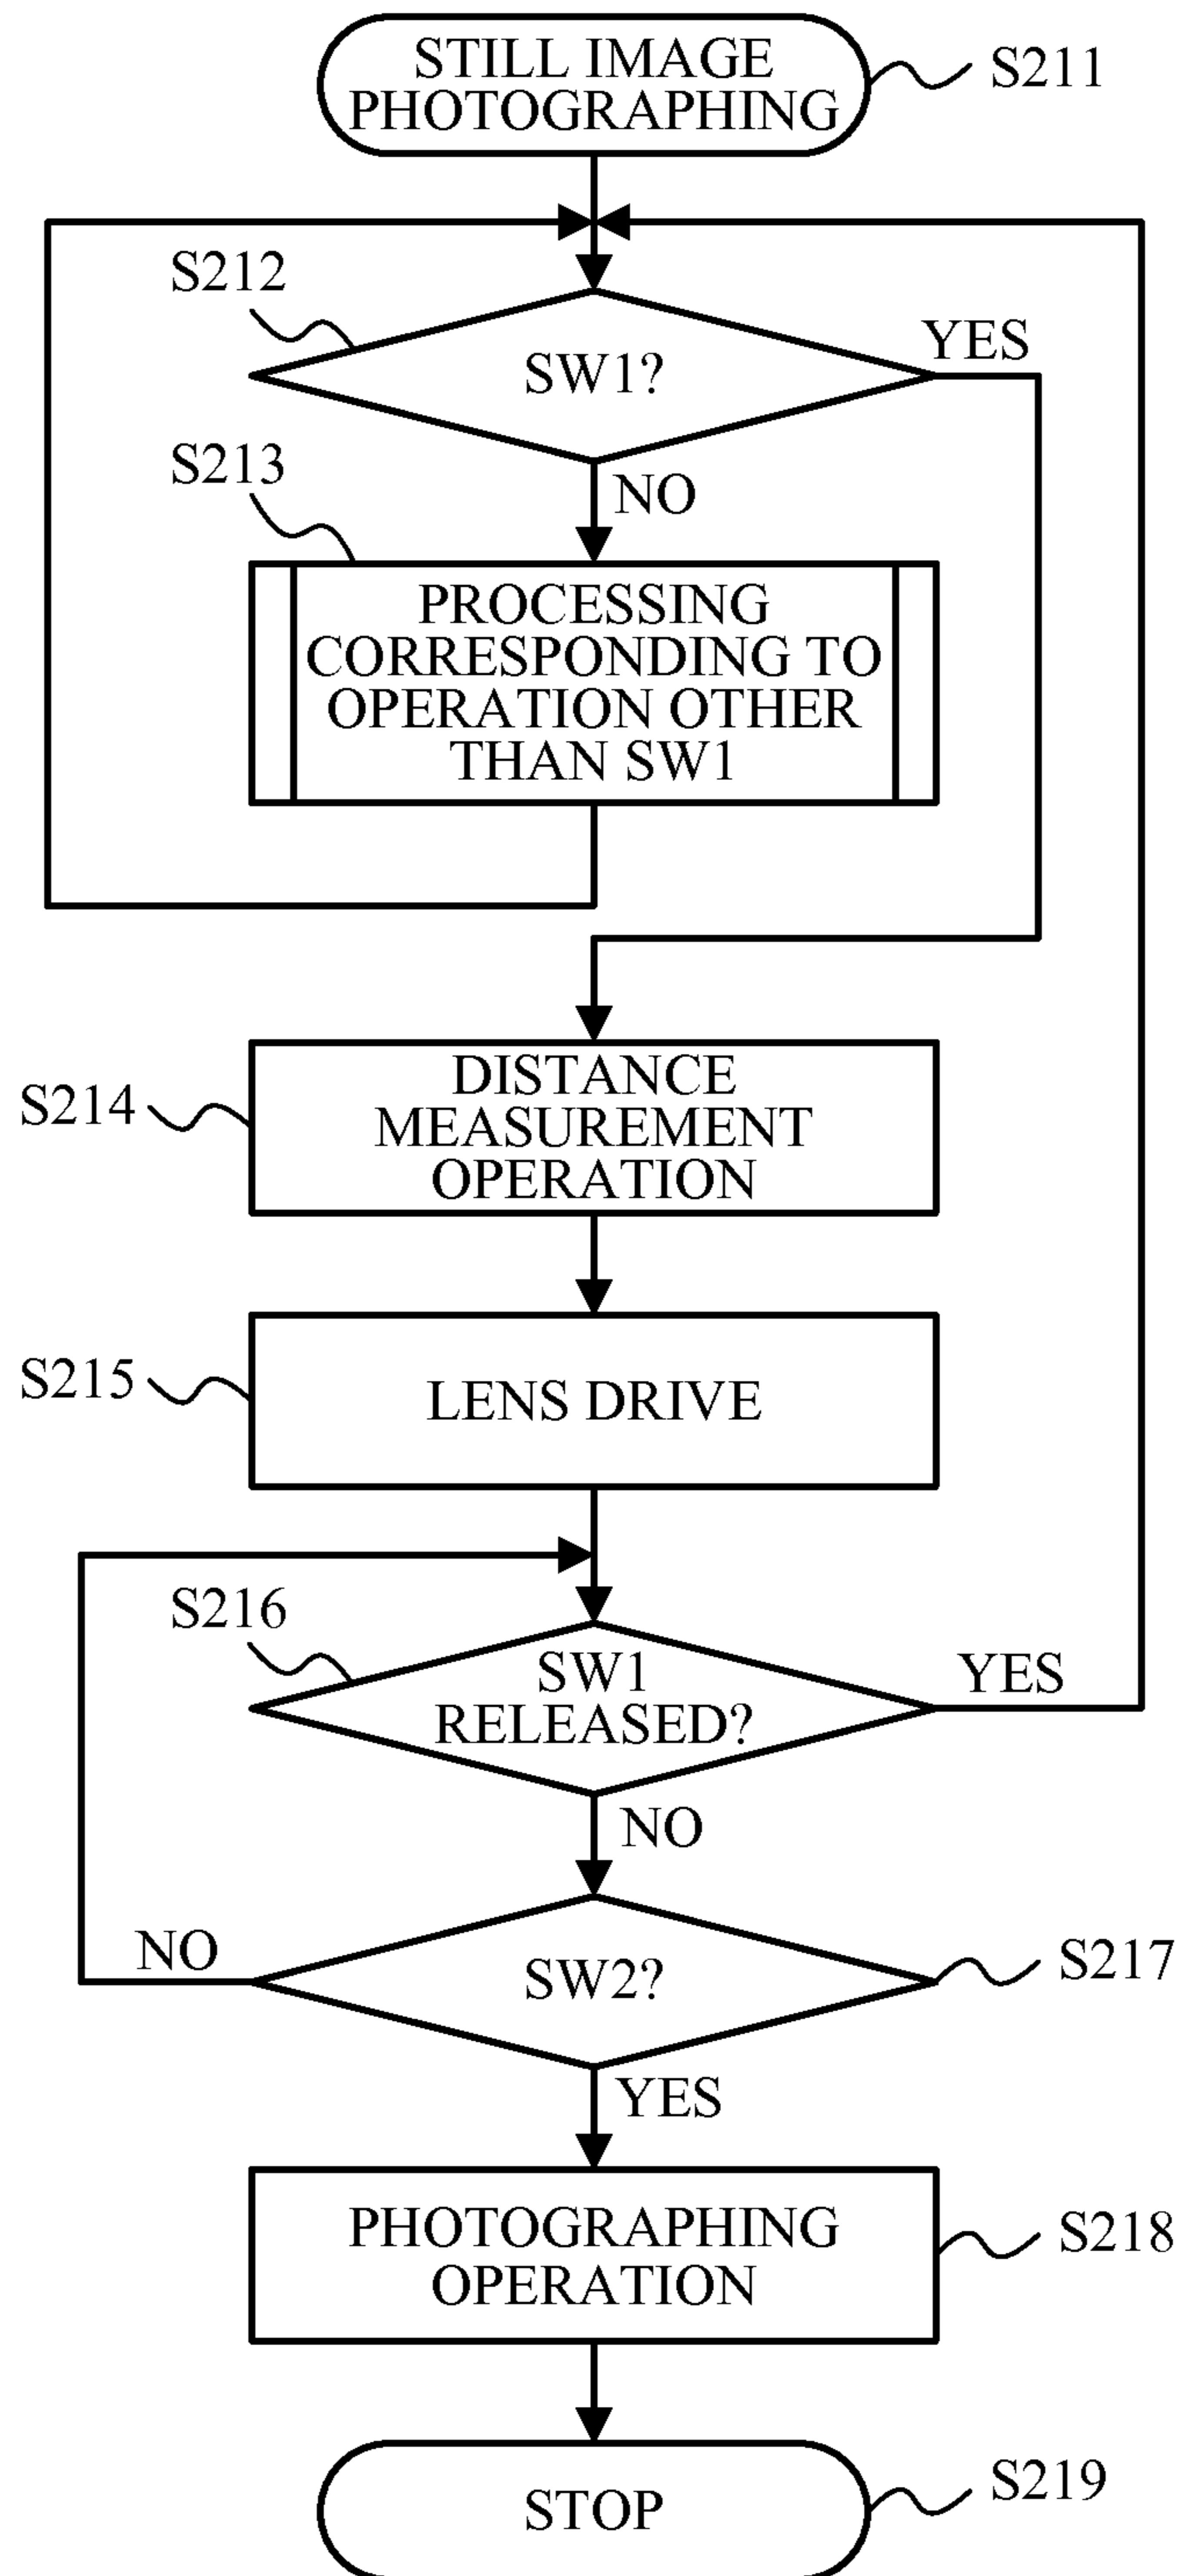 STILL IMAGE
PHOTOGRAPHING
S211
S212
SW1?
YES
NO
S213
PROCESSING
CORRESPONDING TO
OPERATION OTHER
THAN SW1
S214
DISTANCE
MEASUREMENT
OPERATION
S215
LENS DRIVE
S216
SW1
RELEASED?
YES
NO
S217
SW2?
NO
YES
S218
PHOTOGRAPHING
OPERATION
S219
STOP